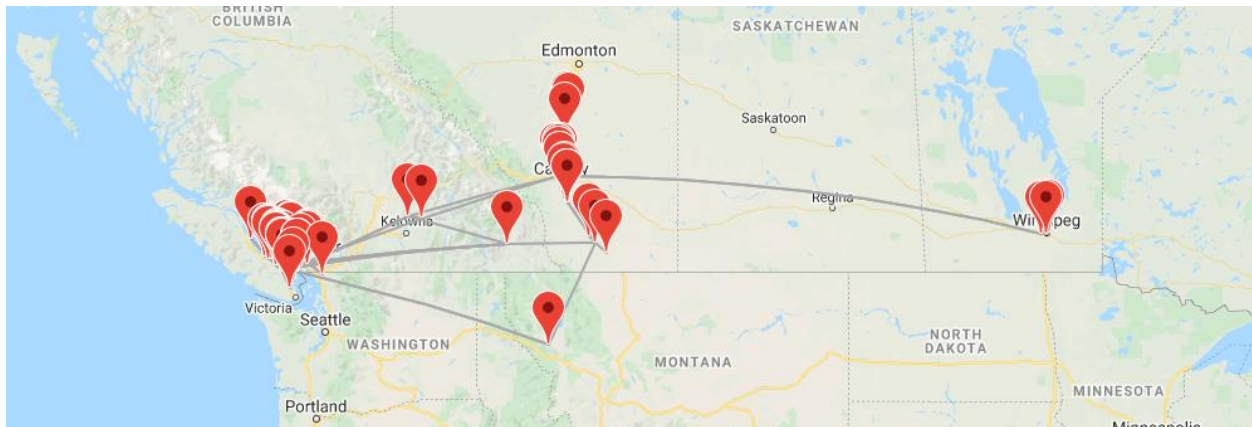 BRITISH
COLUMBIA
SASKATCHEWAN
Edmonton
Saskatoon
Regina
Kelowna
Victoria
Seattle
WASHINGTON
NORTH
DAKOTA
MONTANA
MINNESOTA
Portland